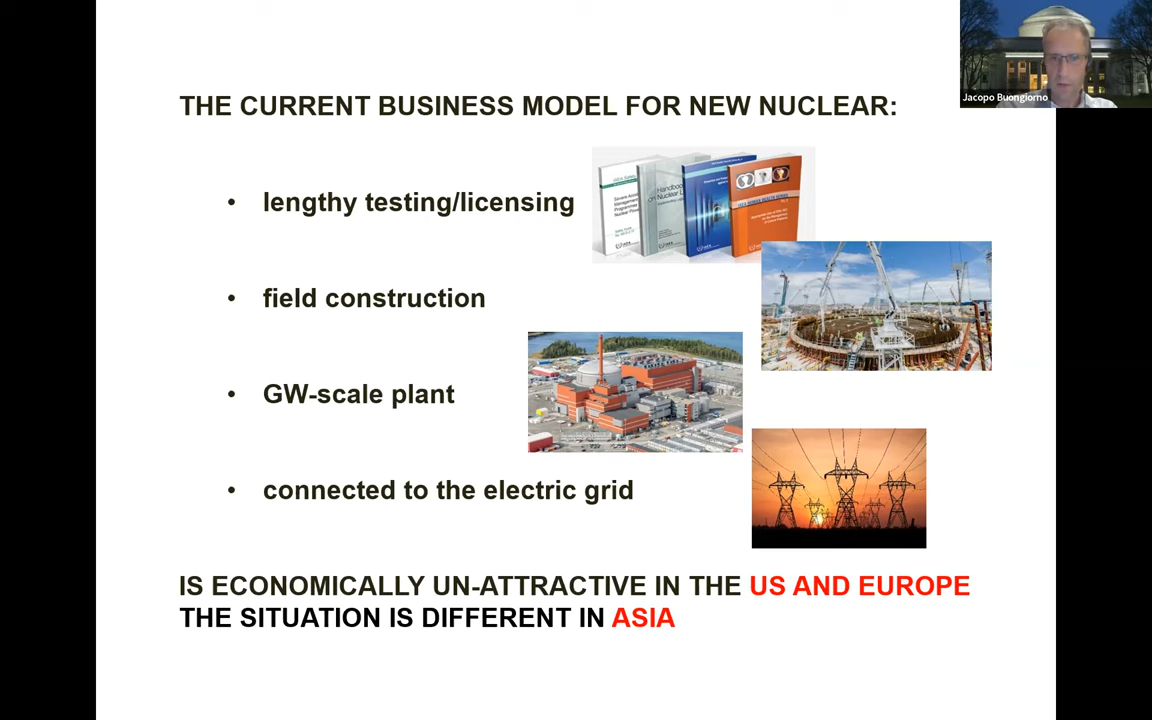 Jacopo Buongiorno
THE CURRENT BUSINESS MODEL FOR NEW NUCLEAR:
• lengthy testing/licensing
• field construction
• GW-scale plant
• connected to the electric grid
IS ECONOMICALLY UN-ATTRACTIVE IN THE US AND EUROPE
THE SITUATION IS DIFFERENT IN ASIA